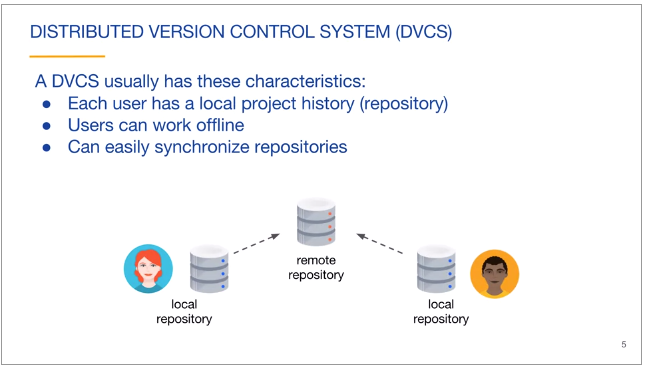 DISTRIBUTED VERSION CONTROL SYSTEM (DVCS)
A DVCS usually has these characteristics:
● Each user has a local project history (repository)
● Users can work offline
● Can easily synchronize repositories
remote
repository
local
repository
local
repository
5